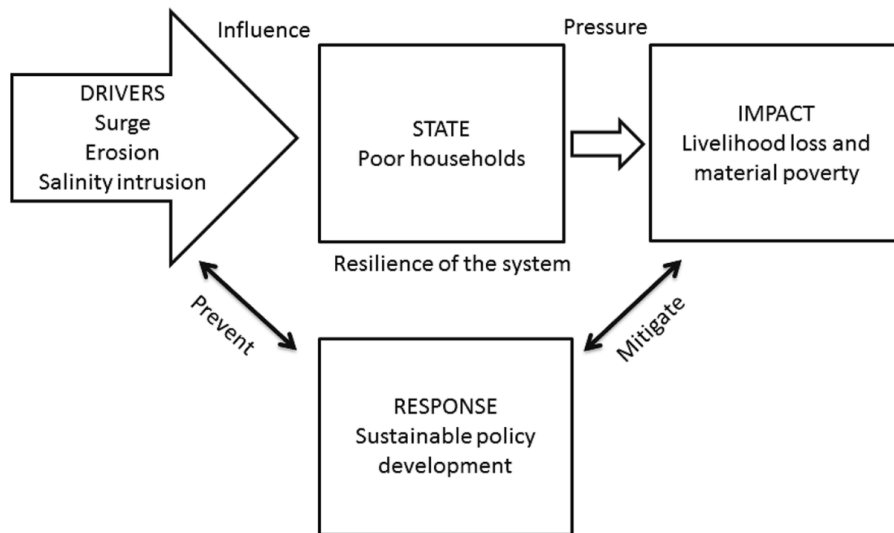 Influence
Pressure
DRIVERS
Surge
Erosion
Salinity intrusion
STATE
Poor households
IMPACT
Livelihood loss and
material poverty
Resilience of the system
Prevent
Mitigate
RESPONSE
Sustainable policy
development